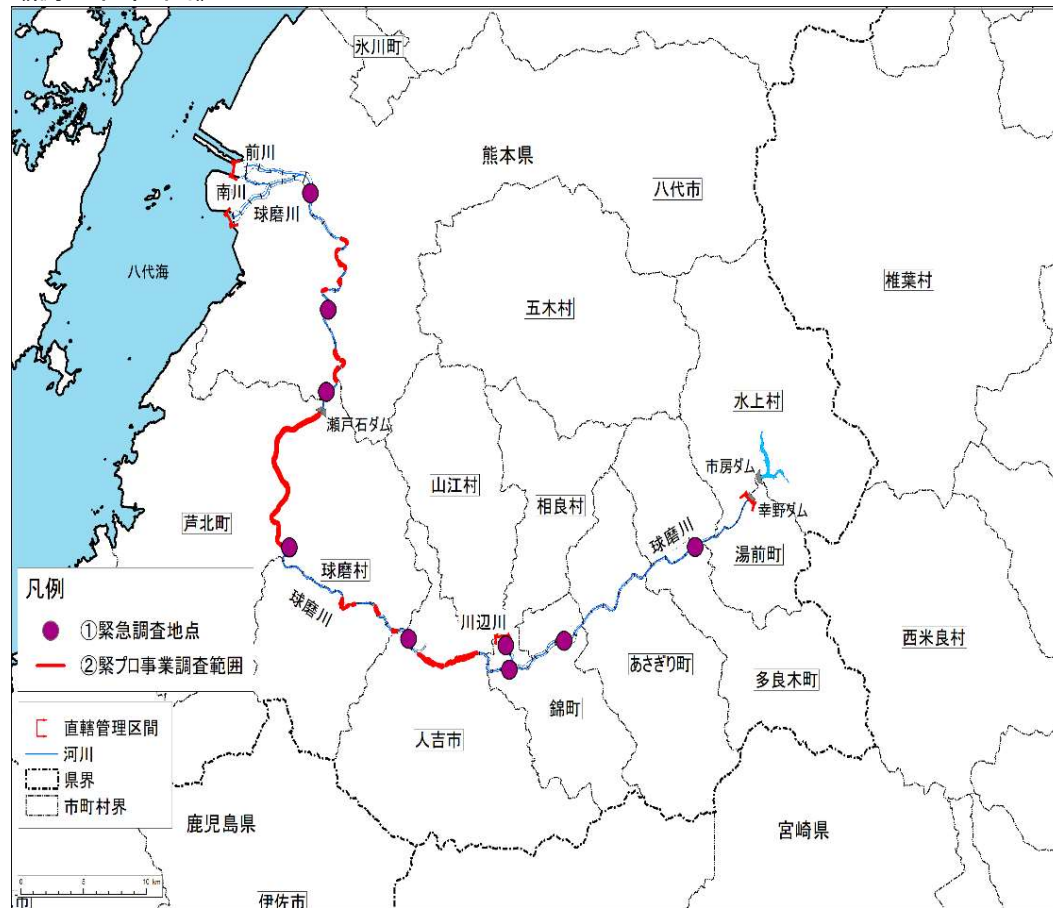 氷川町
前川
熊本県
八代市
南川
球磨川
八代海
椎葉村
五木村
水上村
瀬戸石ダム
市房ダム
山江村
相良村
幸野ダム
芦北町
球磨川
湯前町
球磨村
球磨川
川辺川
西米良村
あさぎり町
多良木町
錦町
人吉市
凡例
①緊急調査地点
②緊プロ事業調査範囲
直轄管理区間
河川
県界
市町村界
鹿児島県
宮崎県
0 5 10 km
市
伊佐市